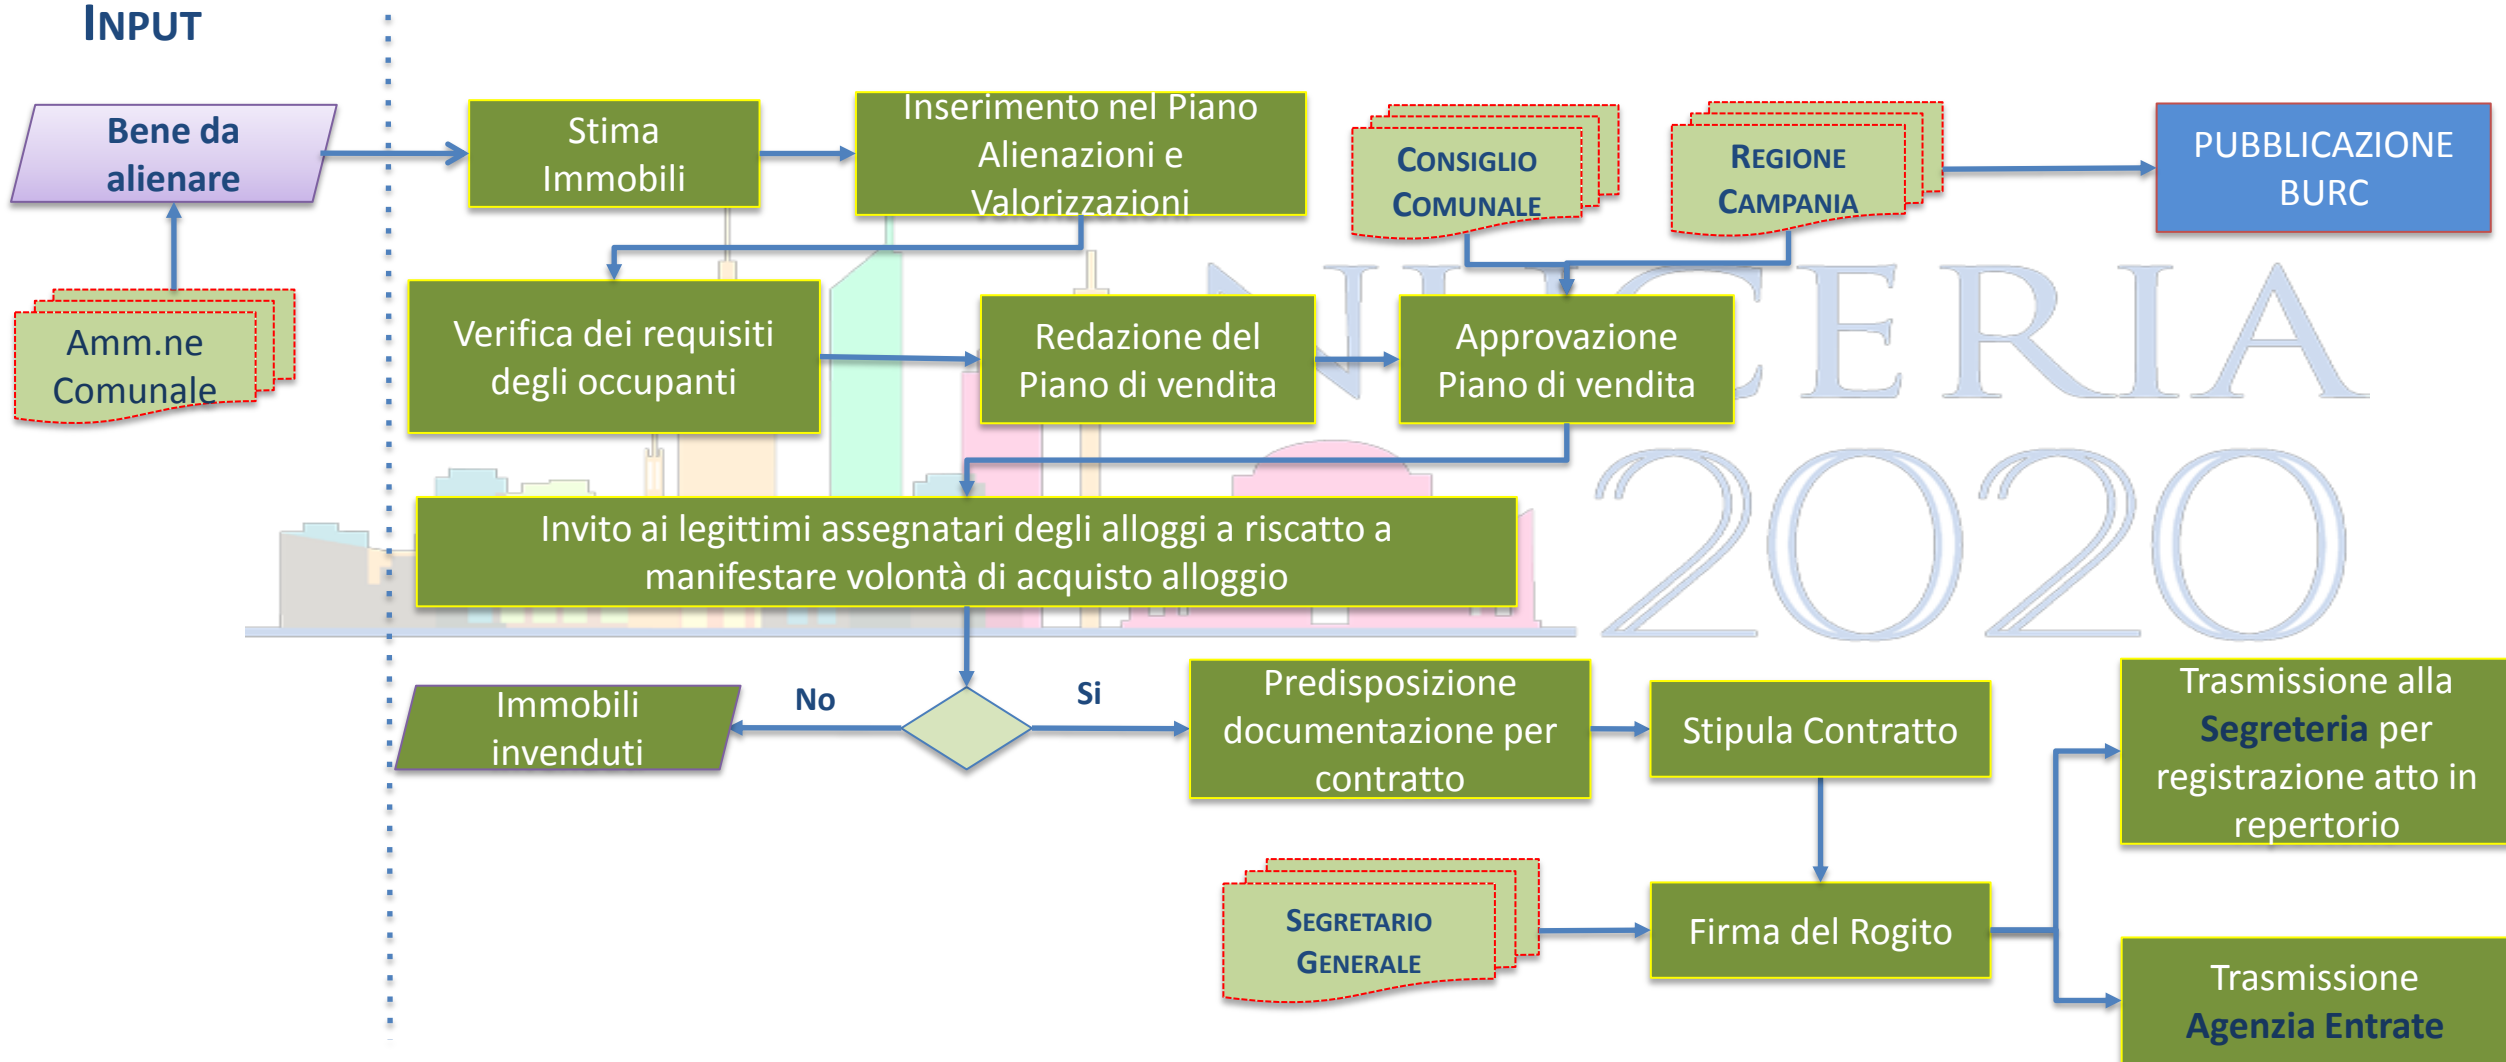 INPUT
Bene da
alienare
Stima
Immobili
Inserimento nel Piano
Alienazioni e
Valorizzazioni
CONSIGLIO
COMUNALE
REGIONE
CAMPANIA
PUBBLICAZIONE
BURC
Amm.ne
Comunale
Verifica dei requisiti
degli occupanti
Redazione del
Piano di vendita
Approvazione
Piano di vendita
NUCERIA
2020
Invito ai legittimi assegnatari degli alloggi a riscatto a
manifestare volontà di acquisto alloggio
Immobili
invenduti
No
Si
Predisposizione
documentazione per
contratto
Stipula Contratto
Trasmissione alla
Segreteria per
registrazione atto in
repertorio
SEGRETARIO
GENERALE
Firma del Rogito
Trasmissione
Agenzia Entrate